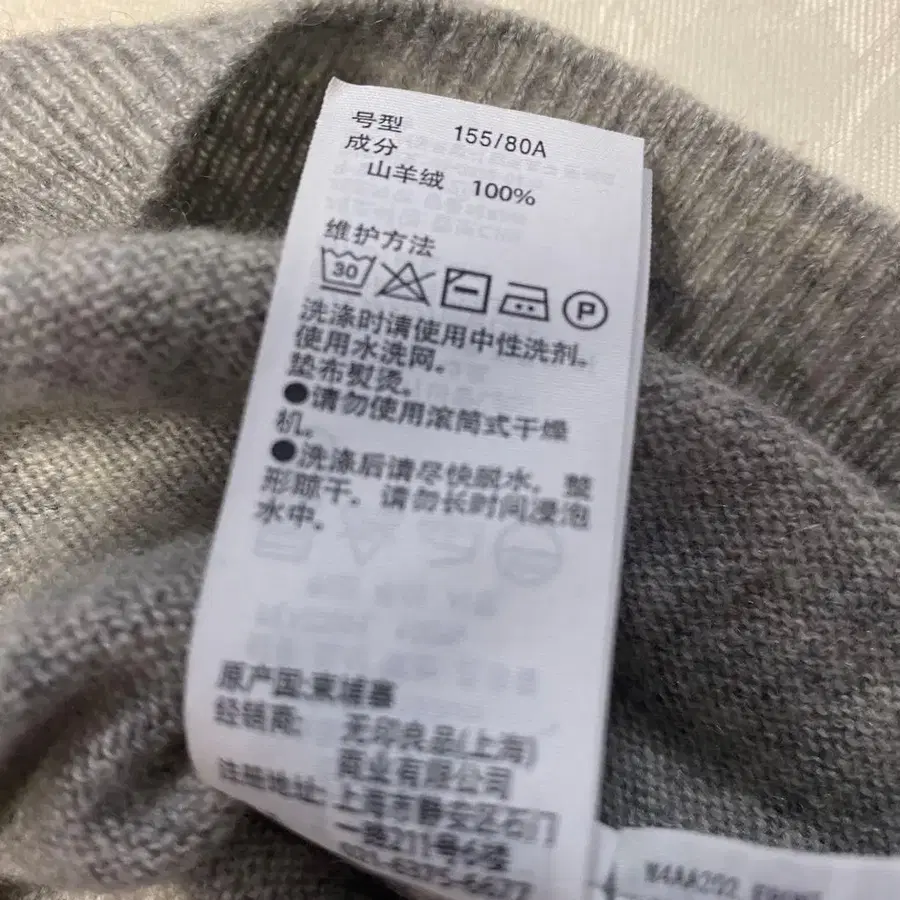 号型 155/80A
成分
山羊绒 100%
维护方法
30
P
洗涤时请使用中性洗剂。
使用水洗网。
垫布熨烫。
●请勿使用滚筒式干燥
机。
●洗涤后请尽快脱水，整
形晾干。请勿长时间浸泡
水中。
原产国:柬埔寨
经销商: 无印良品(上海)
商业有限公司
注册地址: 上海市静安区石门
一路211号6楼
021-6375-6627